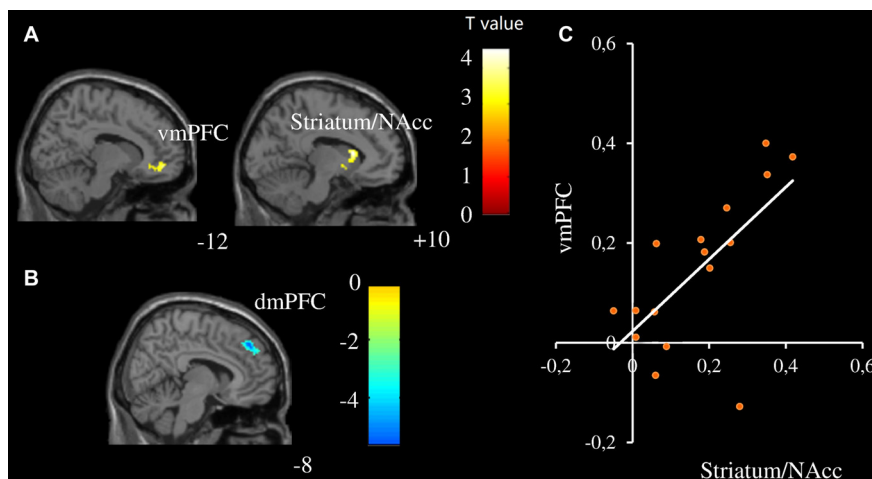 A
T value
C
vmPFC
Striatum/NAcc
4
3
2
1
0
-12
+10
B
dmPFC
0
-2
-4
-8
0,6
0,4
0,2
0
-0,2
vmPFC
-0,2
0
0,2
0,4
0,6
Striatum/NAcc